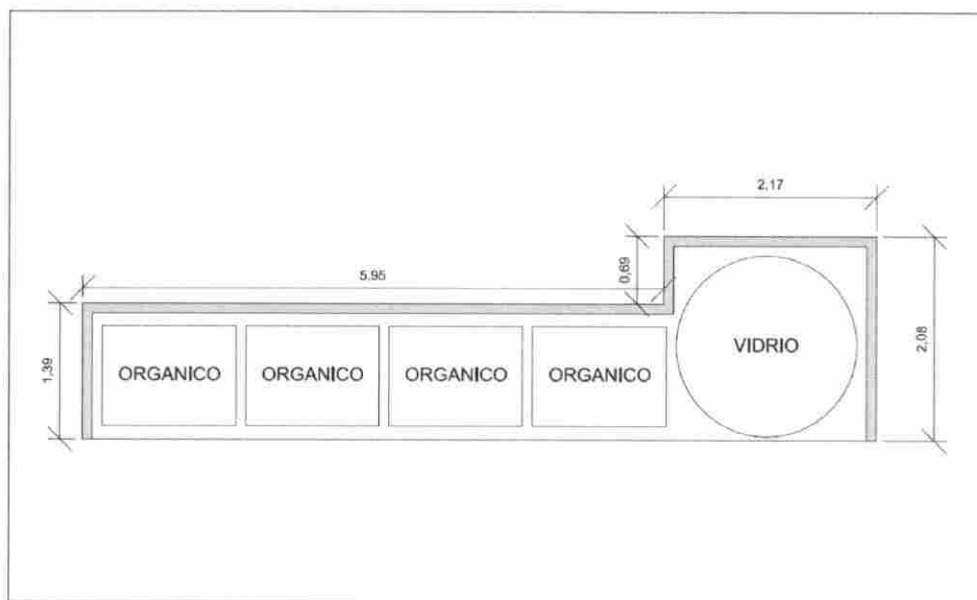 2,17
5,95
0,69
1,39
ORGANICO
ORGANICO
ORGANICO
ORGANICO
VIDRIO
2,08